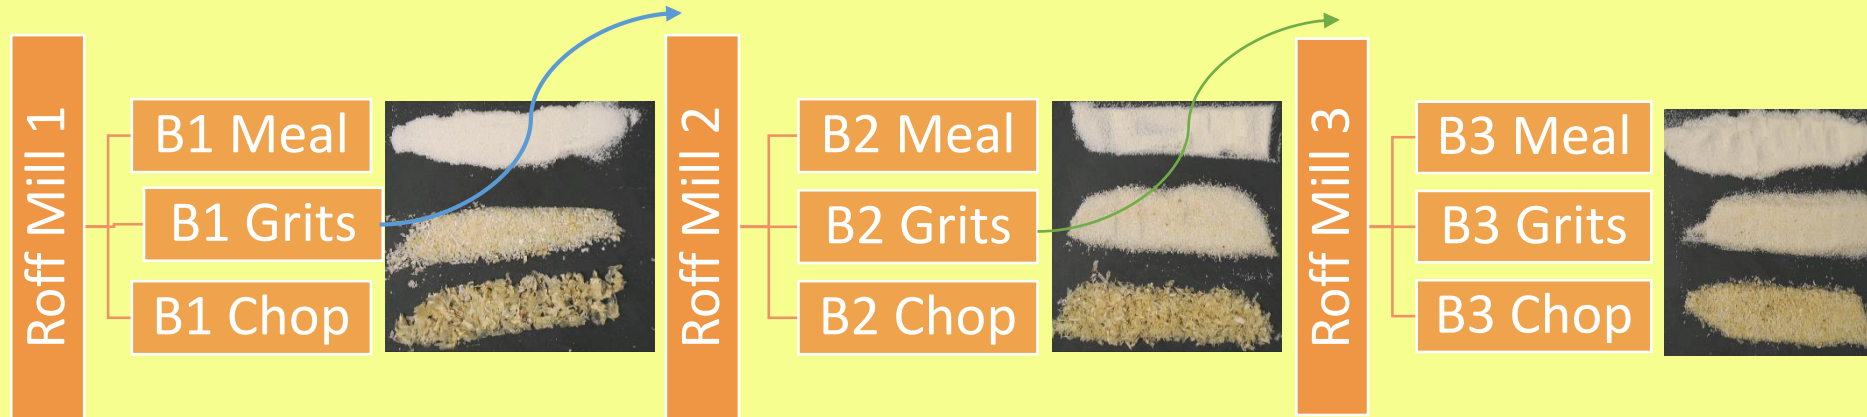 Roff Mill 1
B1 Meal
B1 Grits
B1 Chop
Roff Mill 2
B2 Meal
B2 Grits
B2 Chop
Roff Mill 3
B3 Meal
B3 Grits
B3 Chop